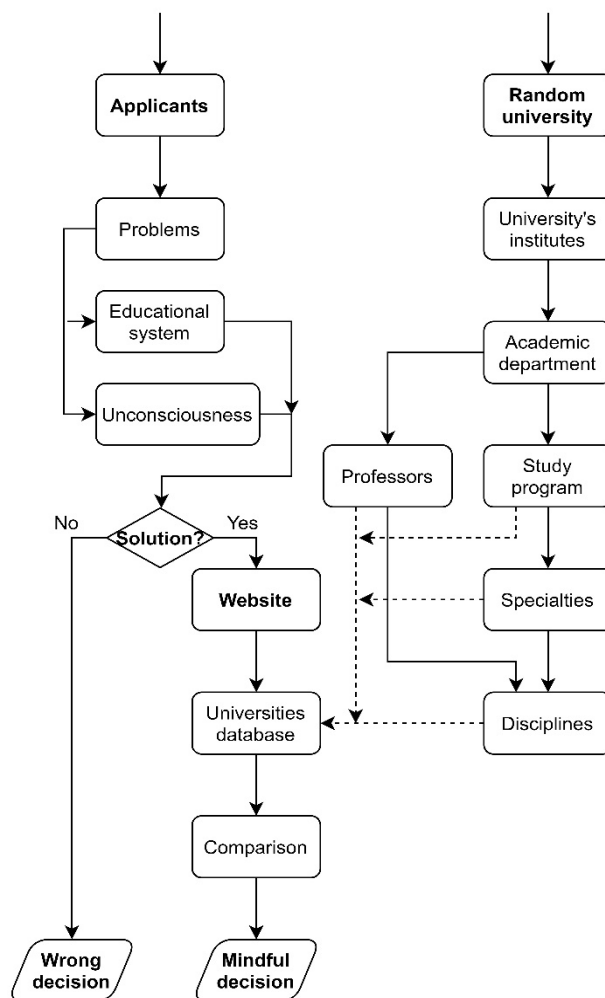 Applicants
Random
university
Problems
University's
institutes
Educational
system
Academic
department
Unconsciousness
Professors
Study
program
No
Solution?
Yes
Website
Specialties
Universities
database
Disciplines
Comparison
Wrong
decision
Mindful
decision